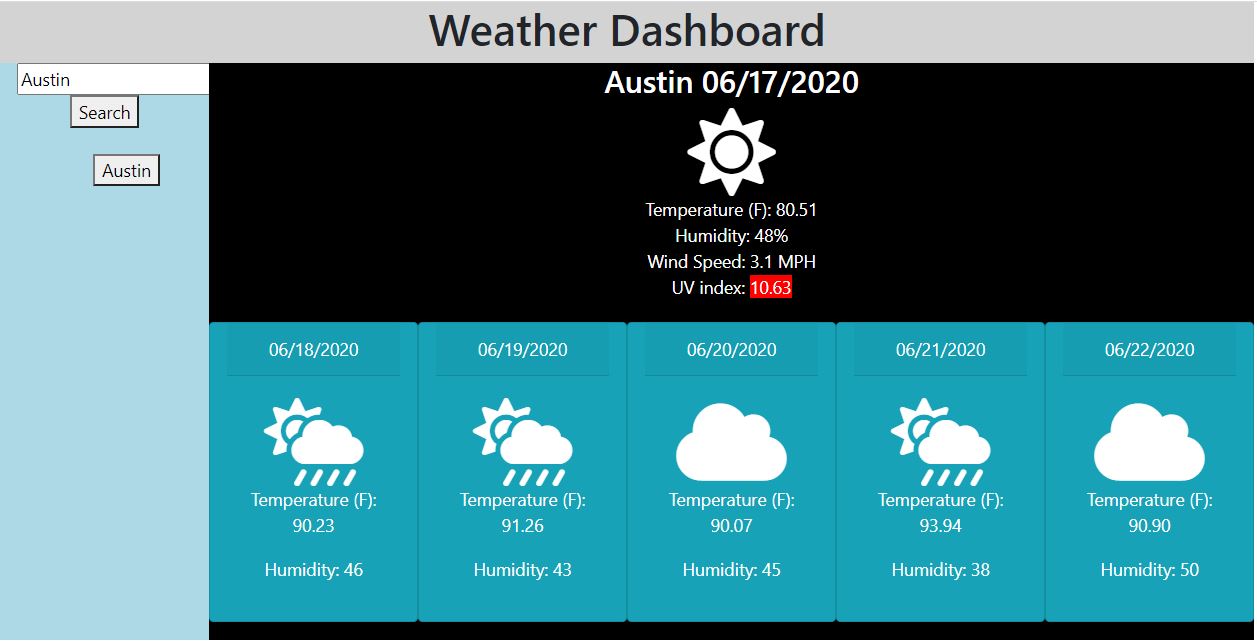 Weather Dashboard
Austin
Search
Austin
Austin 06/17/2020
Temperature (F): 80.51
Humidity: 48%
Wind Speed: 3.1 MPH
UV index: 10.63
06/18/2020
Temperature (F):
90.23
Humidity: 46
06/19/2020
Temperature (F):
91.26
Humidity: 43
06/20/2020
Temperature (F):
90.07
Humidity: 45
06/21/2020
Temperature (F):
93.94
Humidity: 38
06/22/2020
Temperature (F):
90.90
Humidity: 50